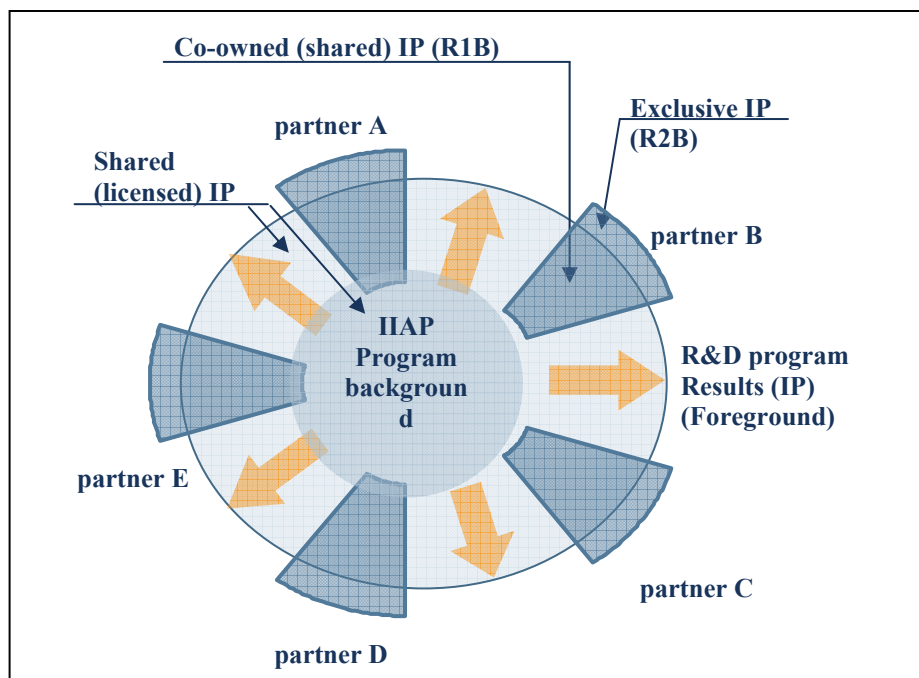 Co-owned (shared) IP (R1B)
Exclusive IP
(R2B)
partner A
Shared
(licensed) IP
partner B
IIAP
Program
backgroun
d
R&D program
Results (IP)
(Foreground)
partner E
partner C
partner D